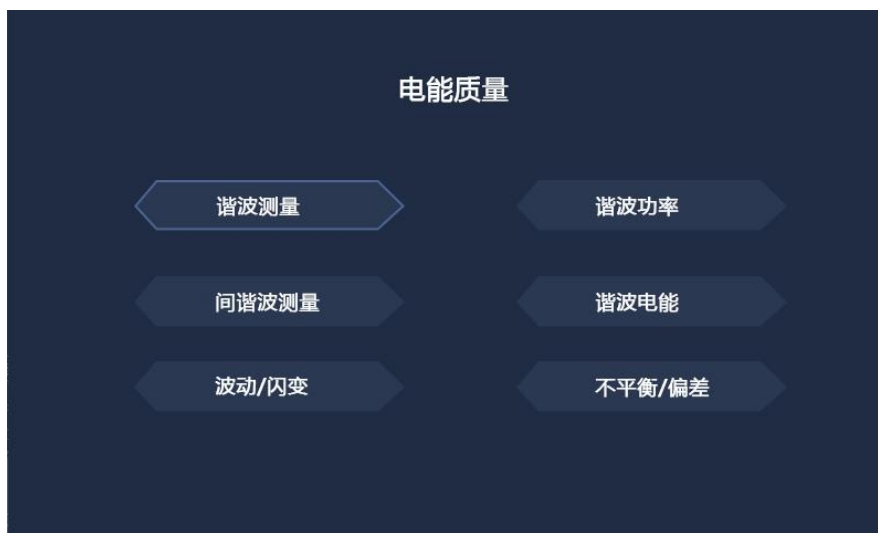 电能质量
谐波测量
谐波功率
间谐波测量
谐波电能
波动/闪变
不平衡/偏差